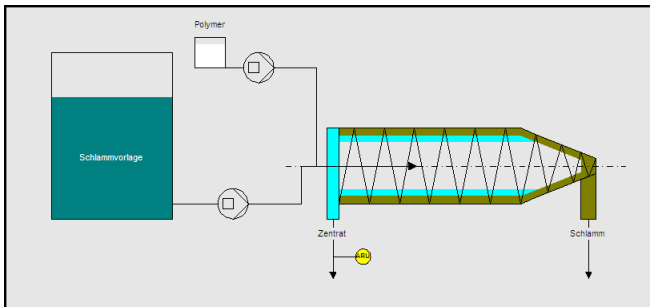 Polymer
Schlammvorlage
Zentrat
Schlamm
ARU